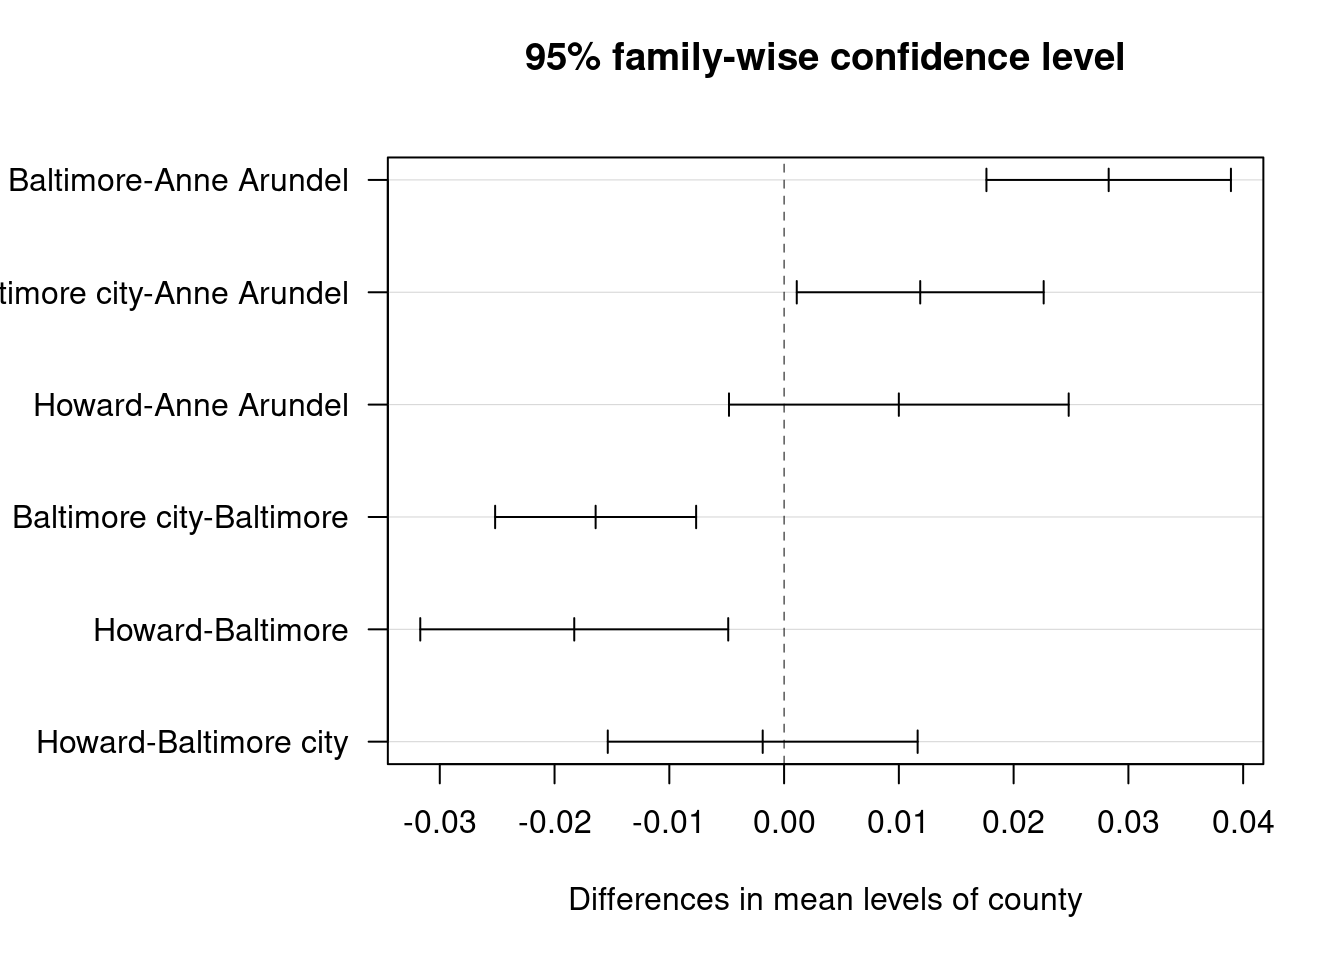 95% family-wise confidence level
Baltimore-Anne Arundel
timore city-Anne Arundel
Howard-Anne Arundel
Baltimore city-Baltimore
Howard-Baltimore
Howard-Baltimore city
-0.03 -0.02 -0.01 0.00 0.01 0.02 0.03 0.04
Differences in mean levels of county